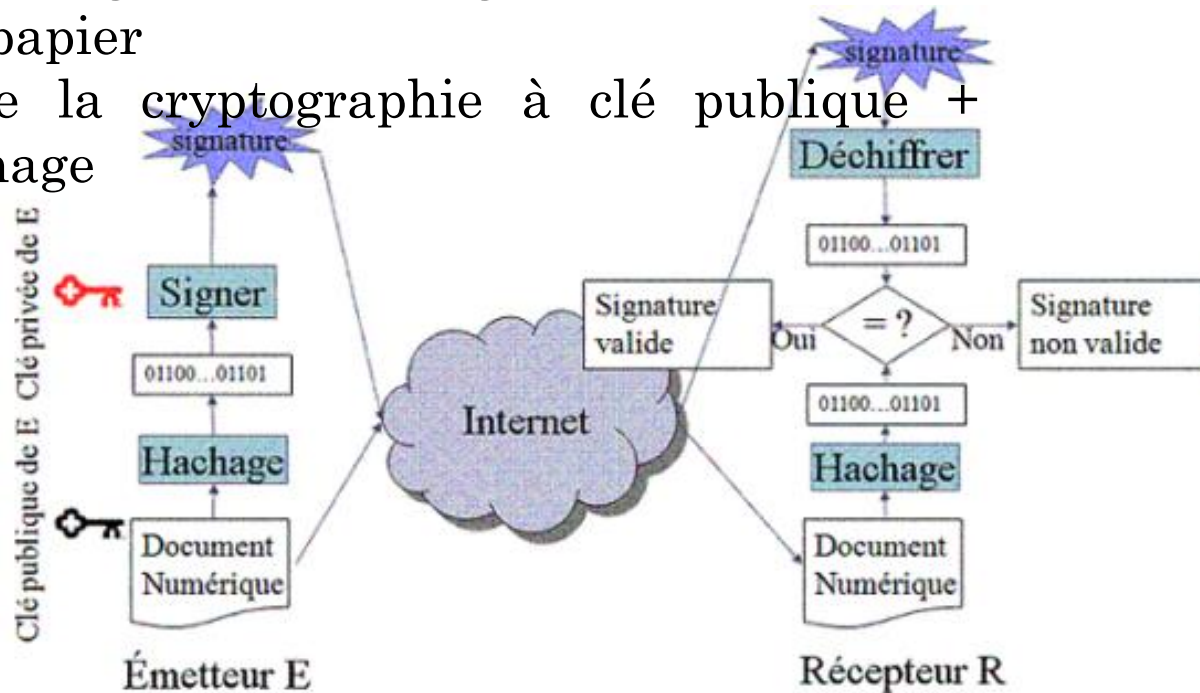 papier
la cryptographie à clé publique +
signature
signature
Déchiffrer
01100...01101
Clé privée de E
Signer
Signature
valide
Oui
= ?
Non
Signature
non valide
01100...01101
01100...01101
Internet
Hachage
Hachage
Clé publique de E
Document
Numérique
Document
Numérique
Émetteur E
Récepteur R